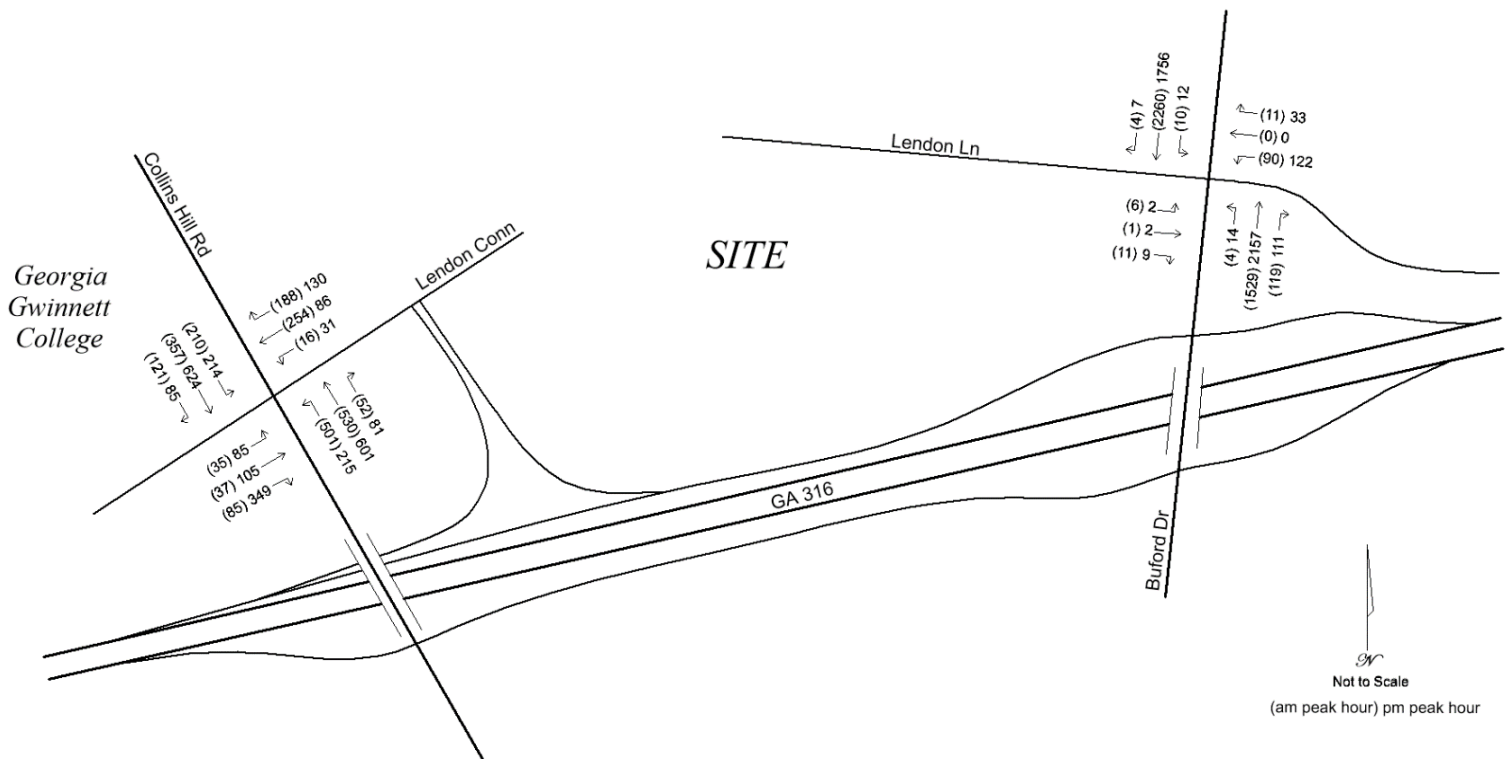 (4) 7
(2260) 1756
(10) 12
(11) 33
(0) 0
(90) 122
Lendon Ln
Collins Hill Rd
(6) 2
(1) 2
(11) 9
(4) 14
(1529) 2157
(119) 111
SITE
Lendon Conn
Georgia
Gwinnett
College
(188) 130
(254) 86
(16) 31
(210) 214
(357) 624
(121) 85
(52) 81
(530) 601
(501) 215
(35) 85
(37) 105
(85) 349
GA 316
Buford Dr
N
Not to Scale
(am peak hour) pm peak hour